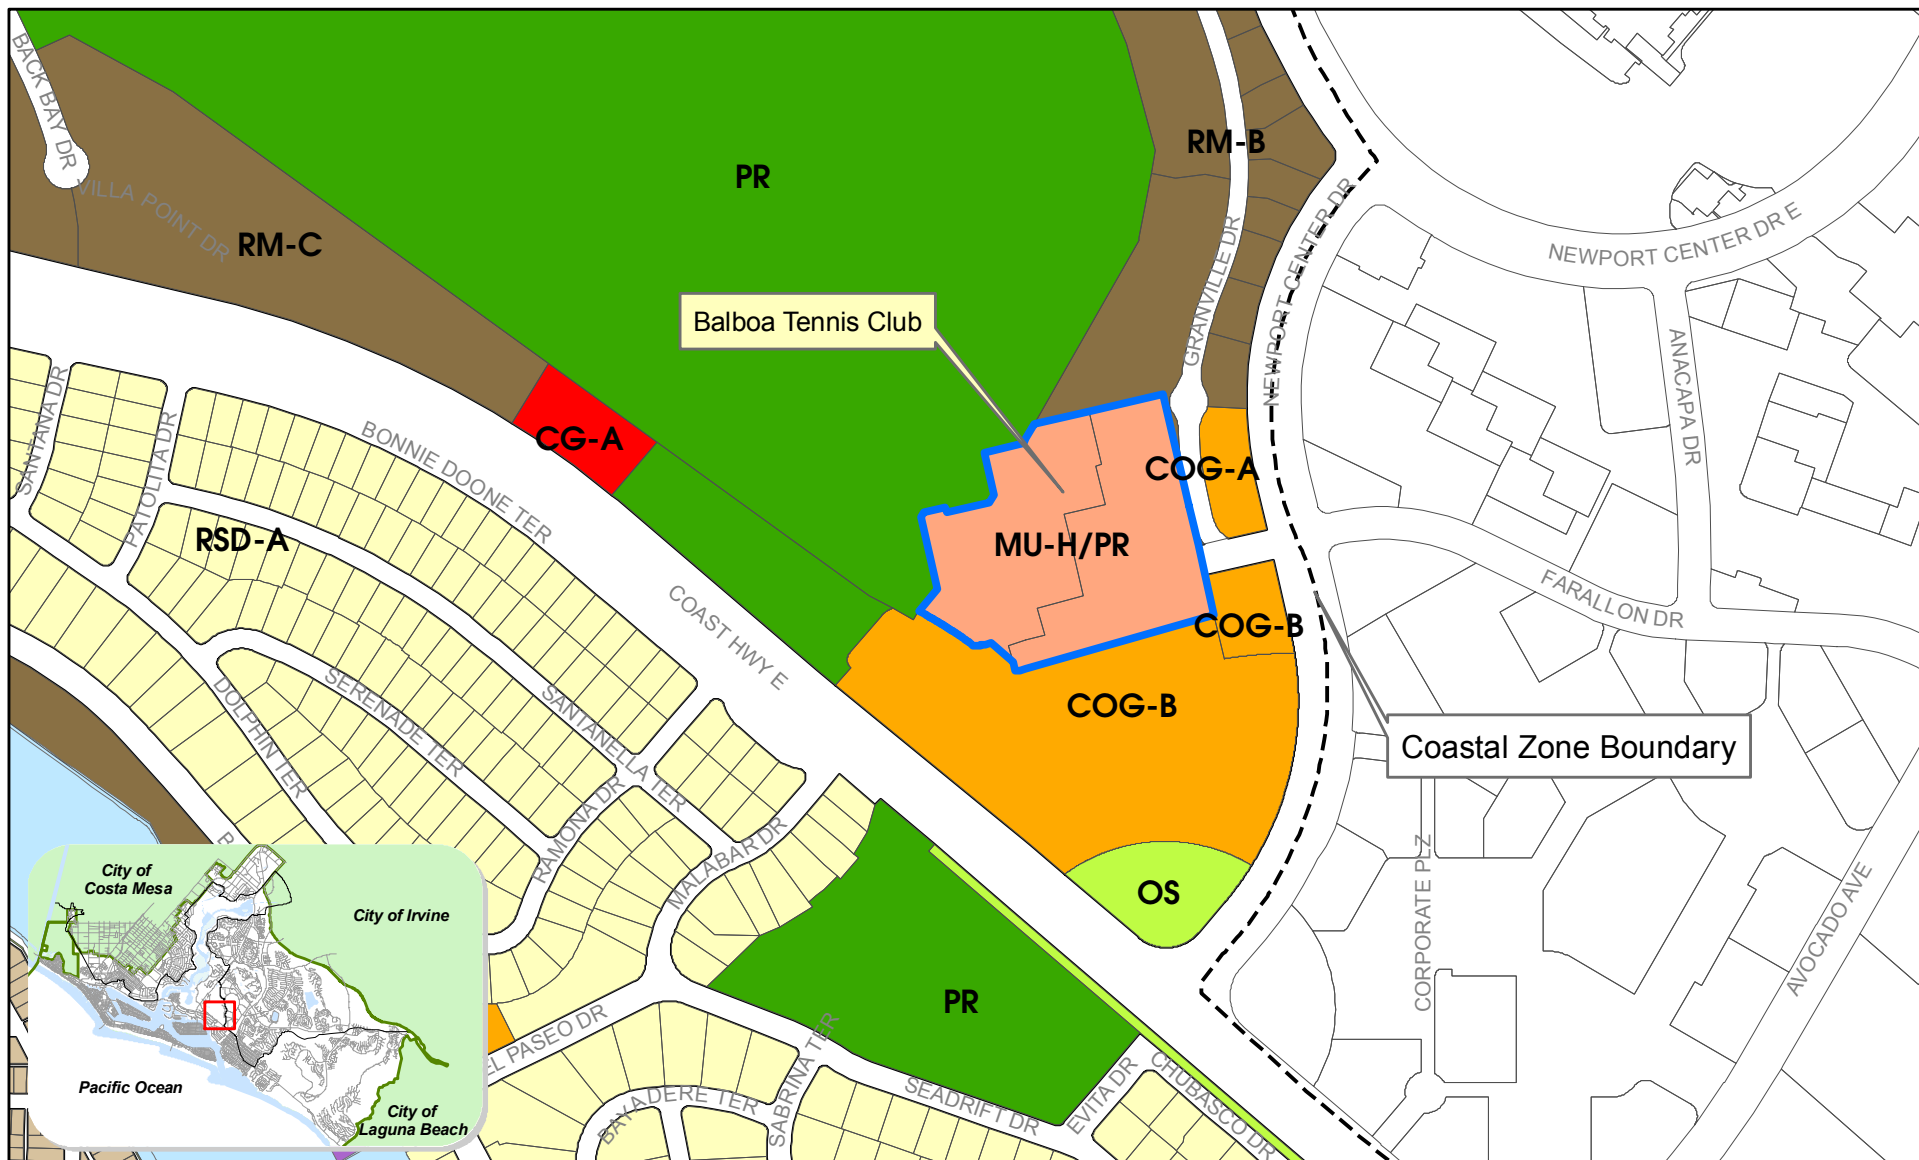 BACK BAY DR
VILLA POINT DR
RM-C
PR
RM-B
GRANVILLE DR
NEWPORT CENTER DR
NEWPORT CENTER DR E
ANACAPA DR
Balboa Tennis Club
CG-A
COG-A
MU-H/PR
COG-B
COG-B
FARALLON DR
SANTANA DR
PATOLITA DR
BONNIE DOONE TER
RSD-A
COAST HWY E
Coastal Zone Boundary
DOLPHIN TER
SERENADE TER
SANTANELLA TER
RAMONA DR
MALABAR DR
OS
CORPORATE PLZ
AVOCADO AVE
PR
EL PASEO DR
BAYADERE TER
SABRINA TER
SEADRIFT DR
EVITA DR
CHUBASCO DR
City of
Costa Mesa
City of Irvine
Pacific Ocean
City of
Laguna Beach